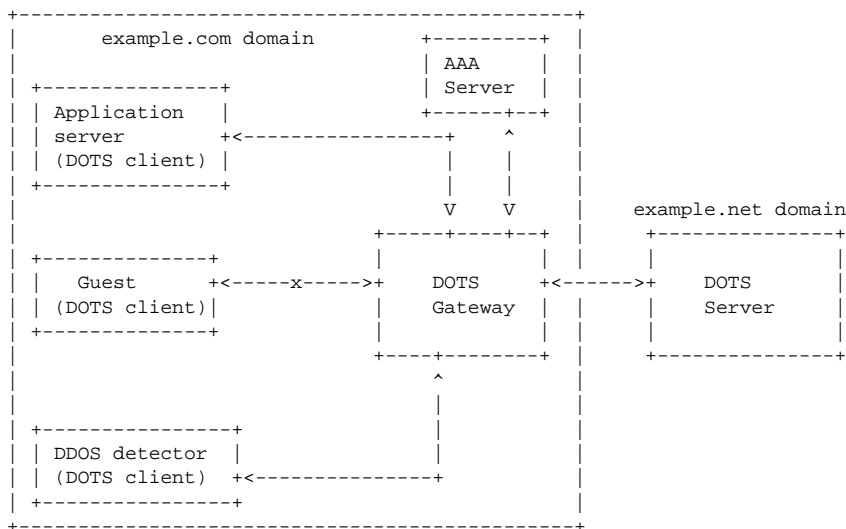 example.com domain
AAA
Server
Application
server
(DOTS client)
example.net domain
Guest
(DOTS client)
x
DOTS
Gateway
DOTS
Server
DDOS detector
(DOTS client)